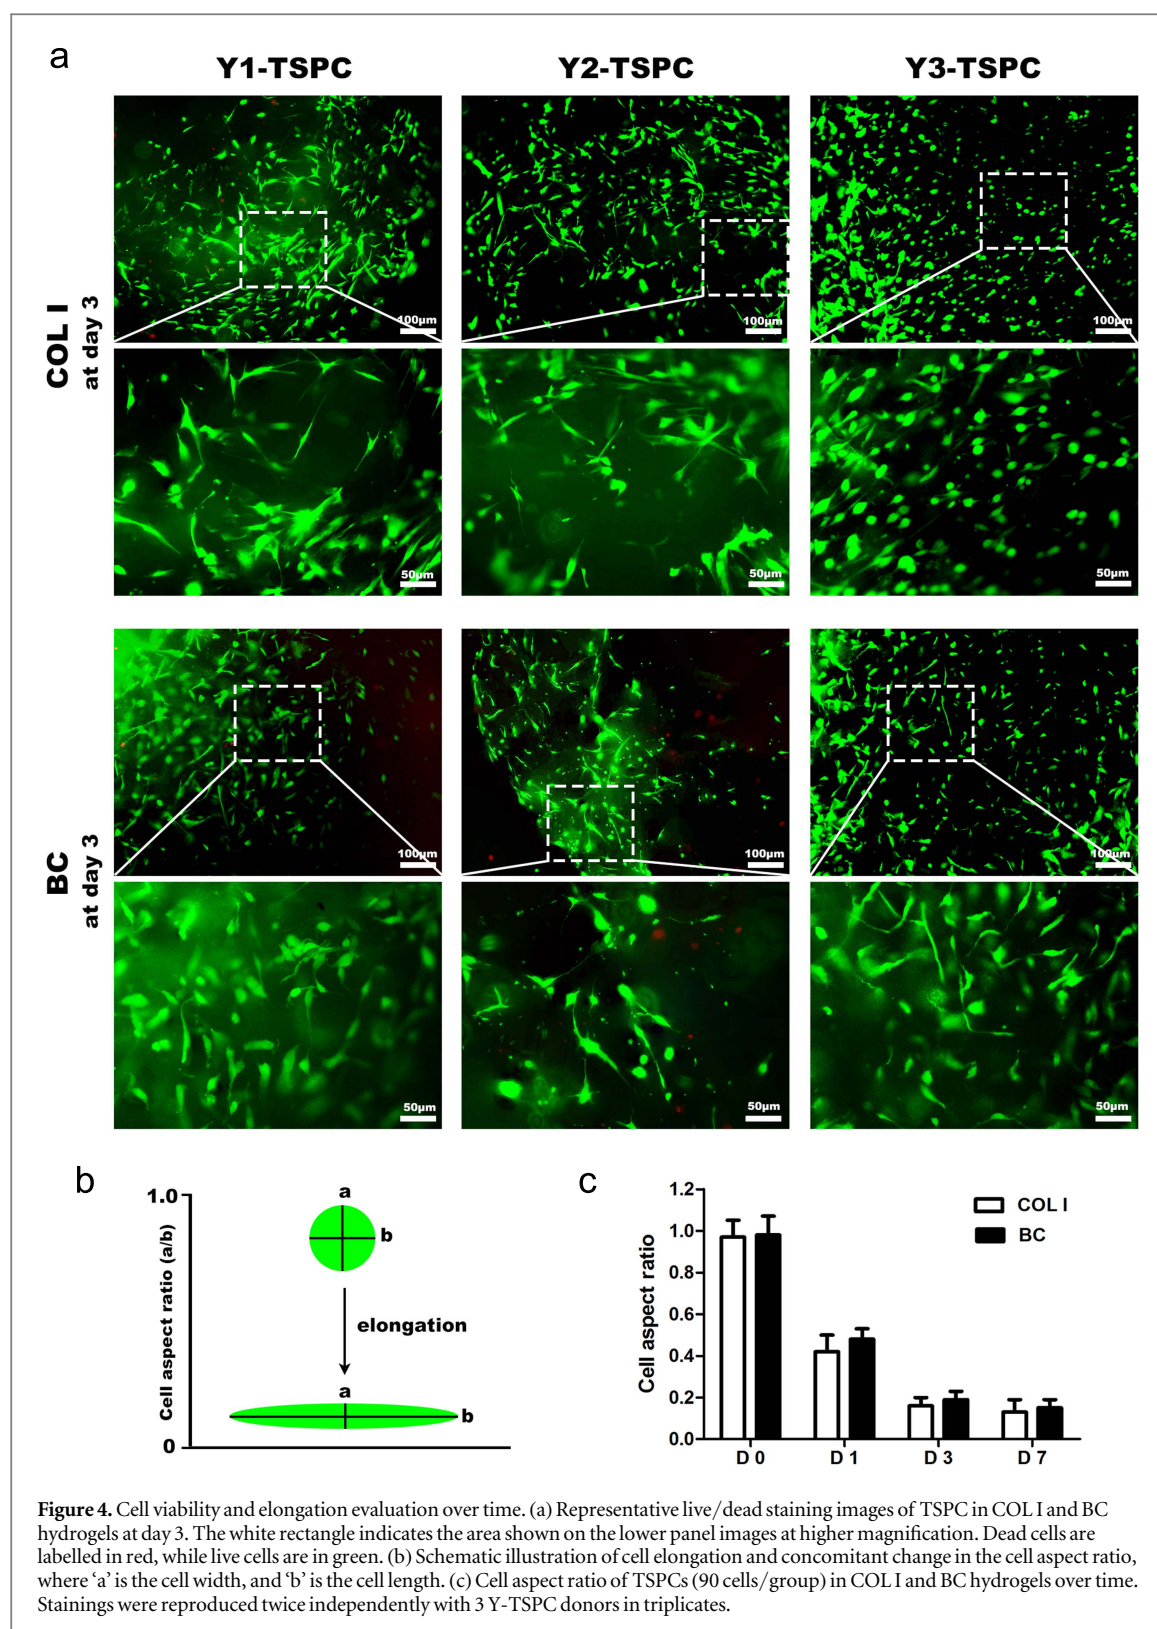 a
Y1-TSPC
Y2-TSPC
Y3-TSPC
COL I
at day 3
100µm
100µm
100µm
50µm
50µm
50µm
BC
at day 3
100µm
100µm
100µm
50µm
50µm
50µm
b
1.0
Cell aspect ratio (a/b)
0
a
b
elongation
a
b
c
Cell aspect ratio
1.2
1.0
0.8
0.6
0.4
0.2
0.0
COL I
BC
D 0
D 1
D 3
D 7
Figure 4. Cell viability and elongation evaluation over time. (a) Representative live/dead staining images of TSPC in COL I and BC
hydrogels at day 3. The white rectangle indicates the area shown on the lower panel images at higher magnification. Dead cells are
labelled in red, while live cells are in green. (b) Schematic illustration of cell elongation and concomitant change in the cell aspect ratio,
where ‘a’ is the cell width, and ‘b’ is the cell length. (c) Cell aspect ratio of TSPCs (90 cells/group) in COL I and BC hydrogels over time.
Stainings were reproduced twice independently with 3 Y-TSPC donors in triplicates.